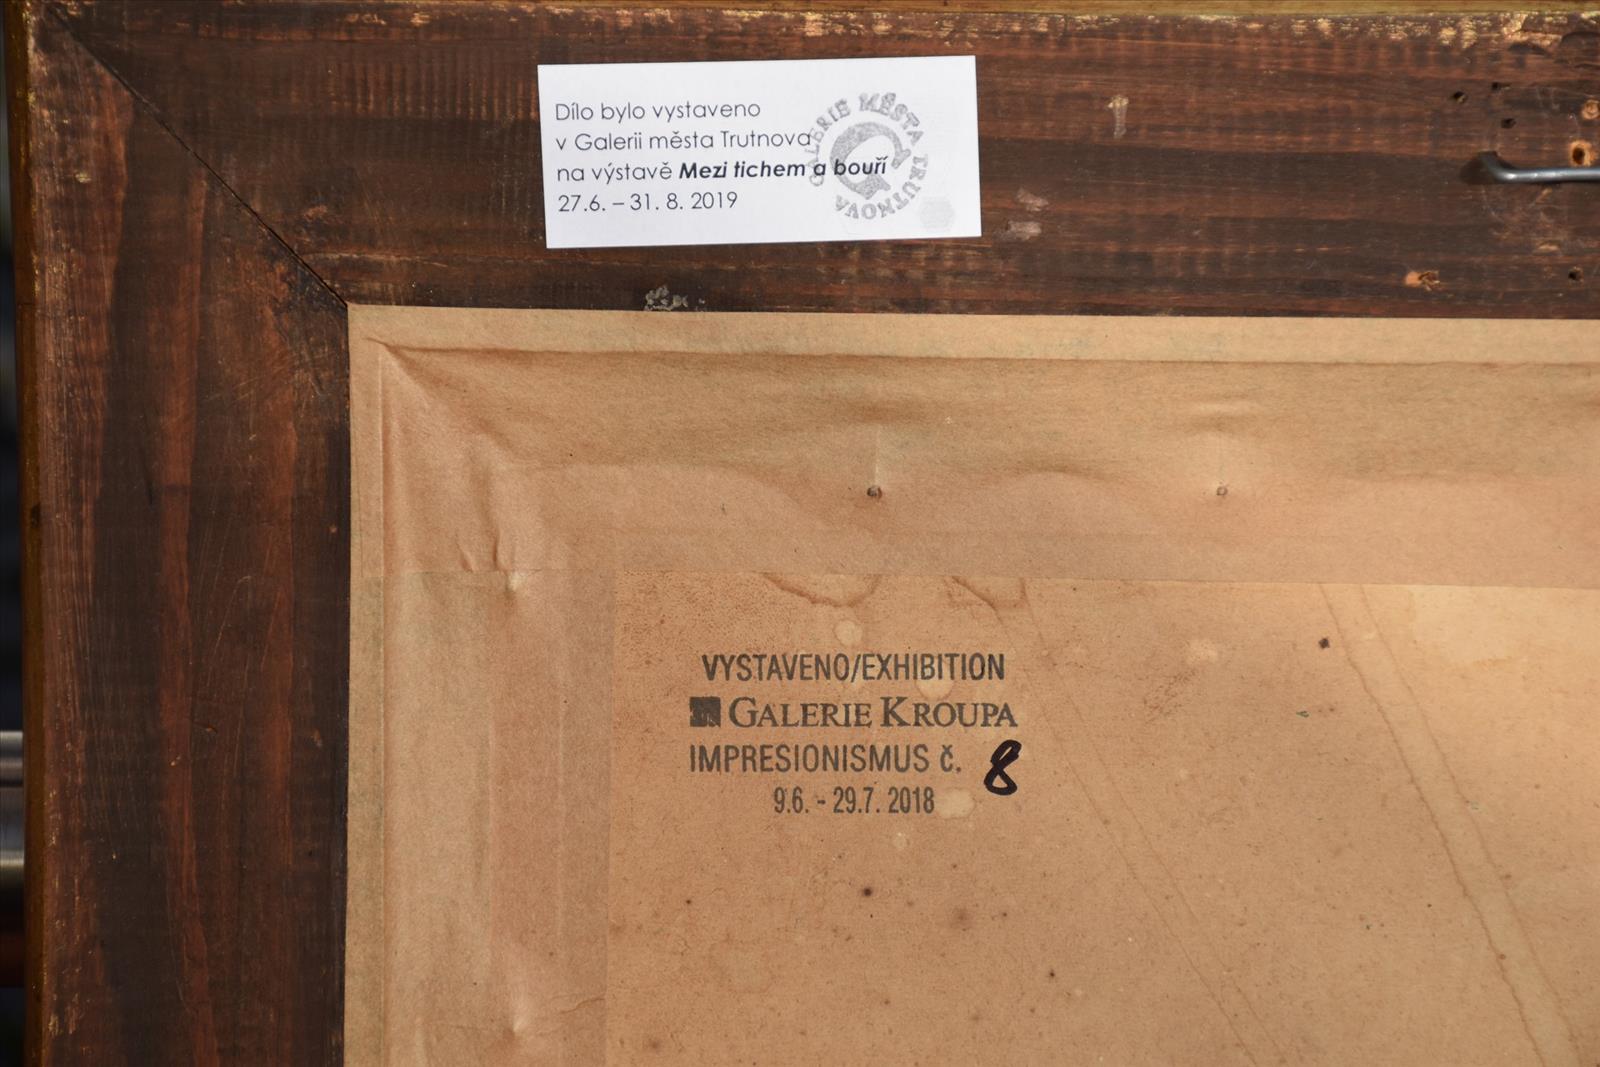 Dílo bylo vystaveno
v Galerii města Trutnova
na výstavě Mezi tichem a bouří
27.6. – 31. 8. 2019
GALERIE MĚSTA TRUTNOVA
VYSTAVENO/EXHIBITION
GALERIE KROUPA
IMPRESIONISMUS č. 8
9.6. - 29.7. 2018